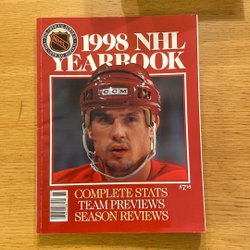 1998 NHL
YEARBOOK
CCM
COMPLETE STATS
TEAM PREVIEWS
SEASON REVIEWS